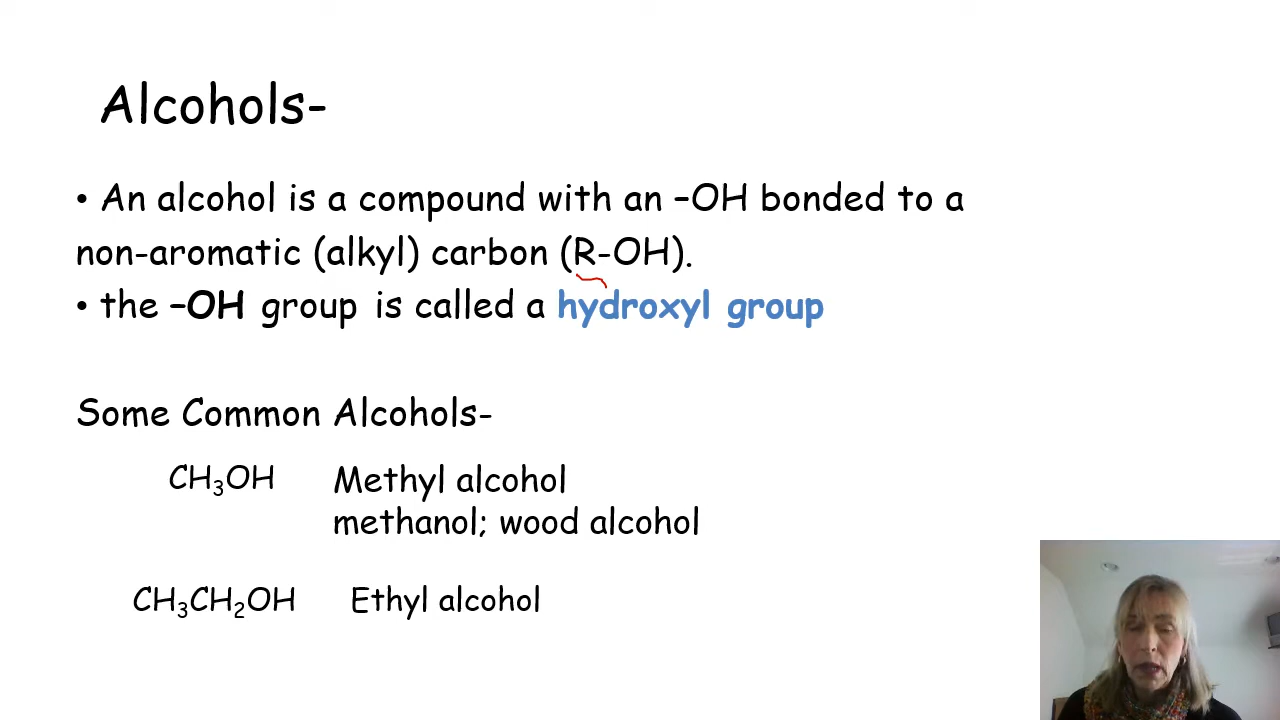 Alcohols-
• An alcohol is a compound with an –OH bonded to a
non-aromatic (alkyl) carbon (R-OH).
• the –OH group is called a hydroxyl group
Some Common Alcohols-
CH₃OH Methyl alcohol
methanol; wood alcohol
CH₃CH₂OH Ethyl alcohol